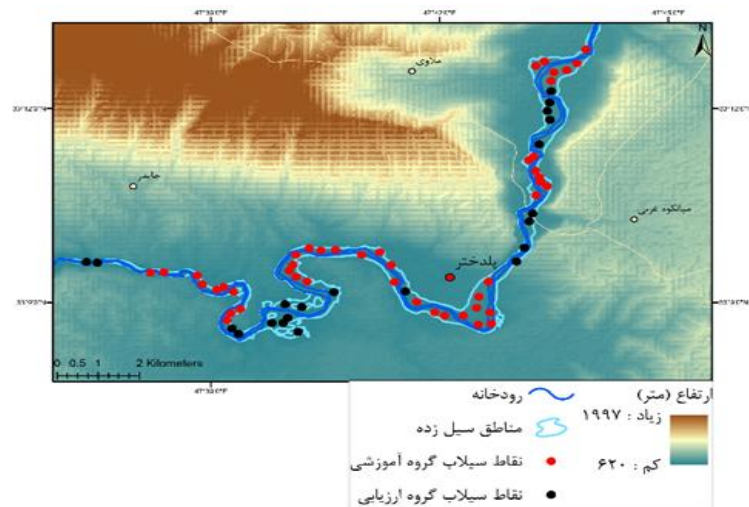 N
ملاوی
جایدر
میانکوه غربی
پلدختر
0 0.5 1 2 Kilometers
ارتفاع (متر)
زیاد : ۱۹۹۷
کم : ۶۲۰
رودخانه
مناطق سیل زده
نقاط سیلاب گروه آموزشی
نقاط سیلاب گروه ارزیابی